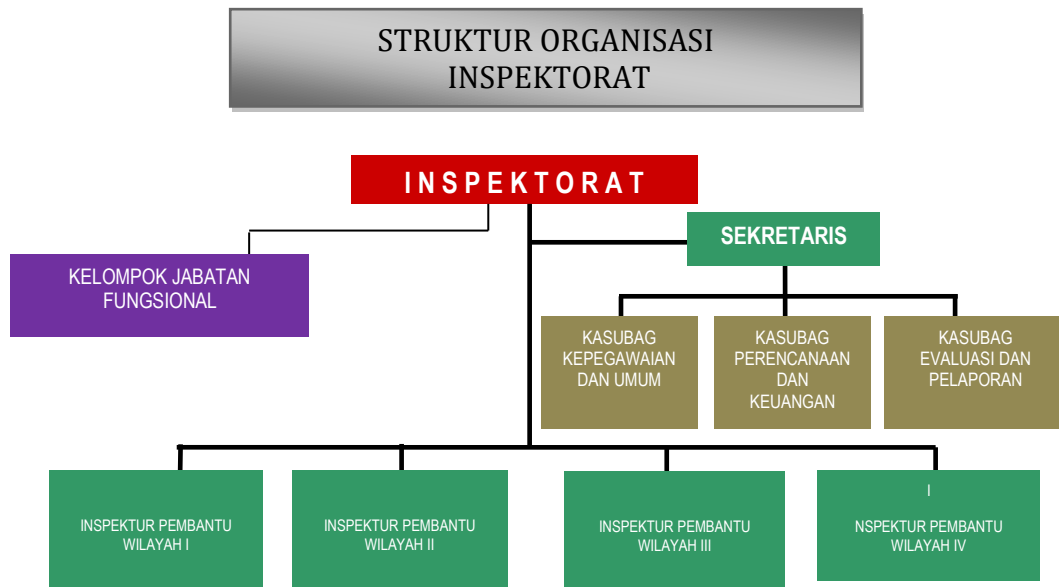 STRUKTUR ORGANISASI
INSPEKTORAT
I N S P E K T O R A T
SEKRETARIS
KELOMPOK JABATAN
FUNGSIONAL
KASUBAG
KEPEGAWAIAN
DAN UMUM
KASUBAG
PERENCANAAN
DAN
KEUANGAN
KASUBAG
EVALUASI DAN
PELAPORAN
INSPEKTUR PEMBANTU
WILAYAH I
INSPEKTUR PEMBANTU
WILAYAH II
INSPEKTUR PEMBANTU
WILAYAH III
I
NSPEKTUR PEMBANTU
WILAYAH IV